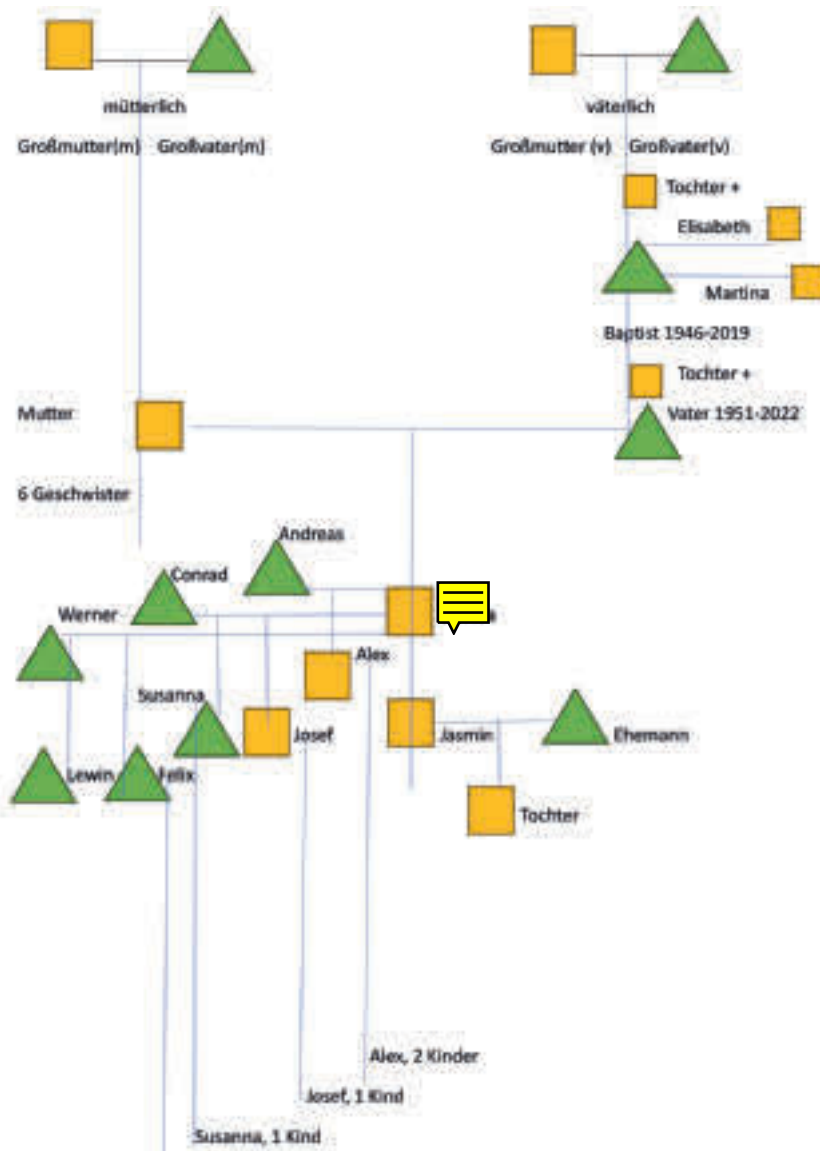 mütterlich
väterlich
Großmutter(m) Großvater(m)
Großmutter (v) Großvater(v)
Tochter +
Elisabeth
Martina
Baptist 1946-2019
Tochter +
Mutter
Vater 1951-2022
6 Geschwister
Andreas
Conrad
Werner
Alex
Susanna
Josef
Jasmin
Ehemann
Lewin
Felix
Tochter
Alex, 2 Kinder
Josef, 1 Kind
Susanna, 1 Kind